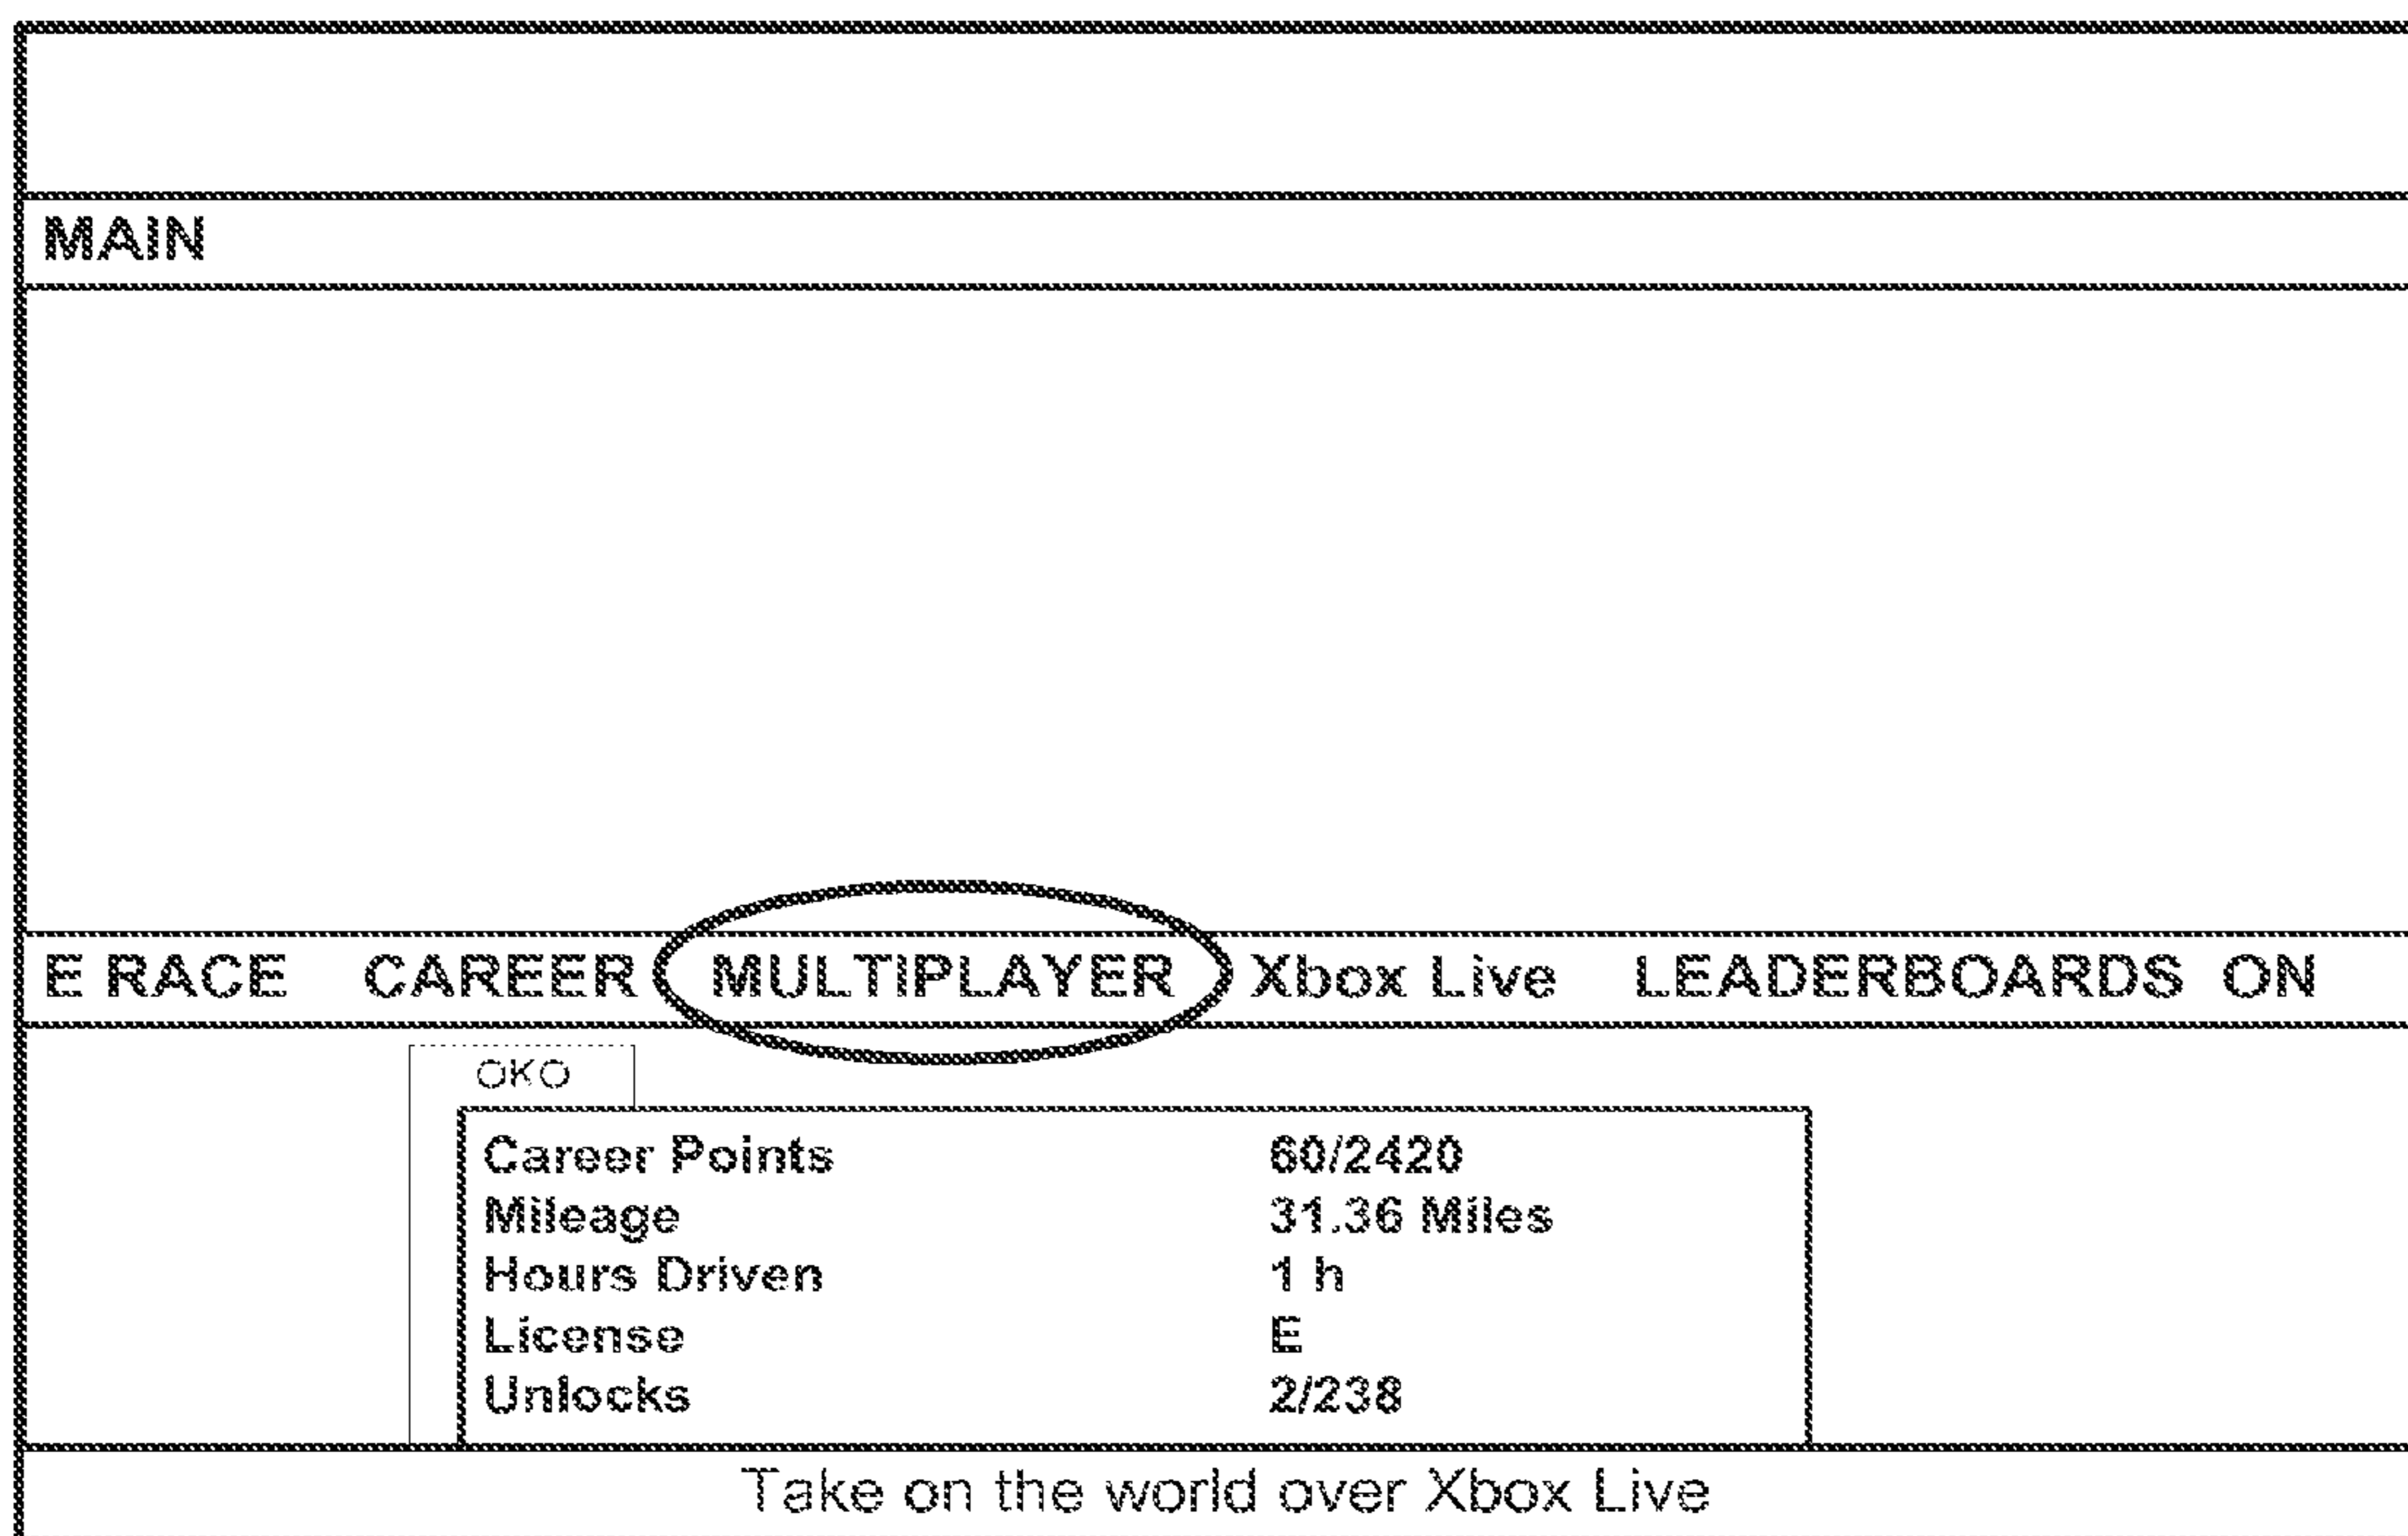 MAIN
E RACE CAREER MULTIPLAYER Xbox Live LEADERBOARDS ON
OKO
Career Points 60/2420
Mileage 31.36 Miles
Hours Driven 1 h
License E
Unlocks 2/238
Take on the world over Xbox Live